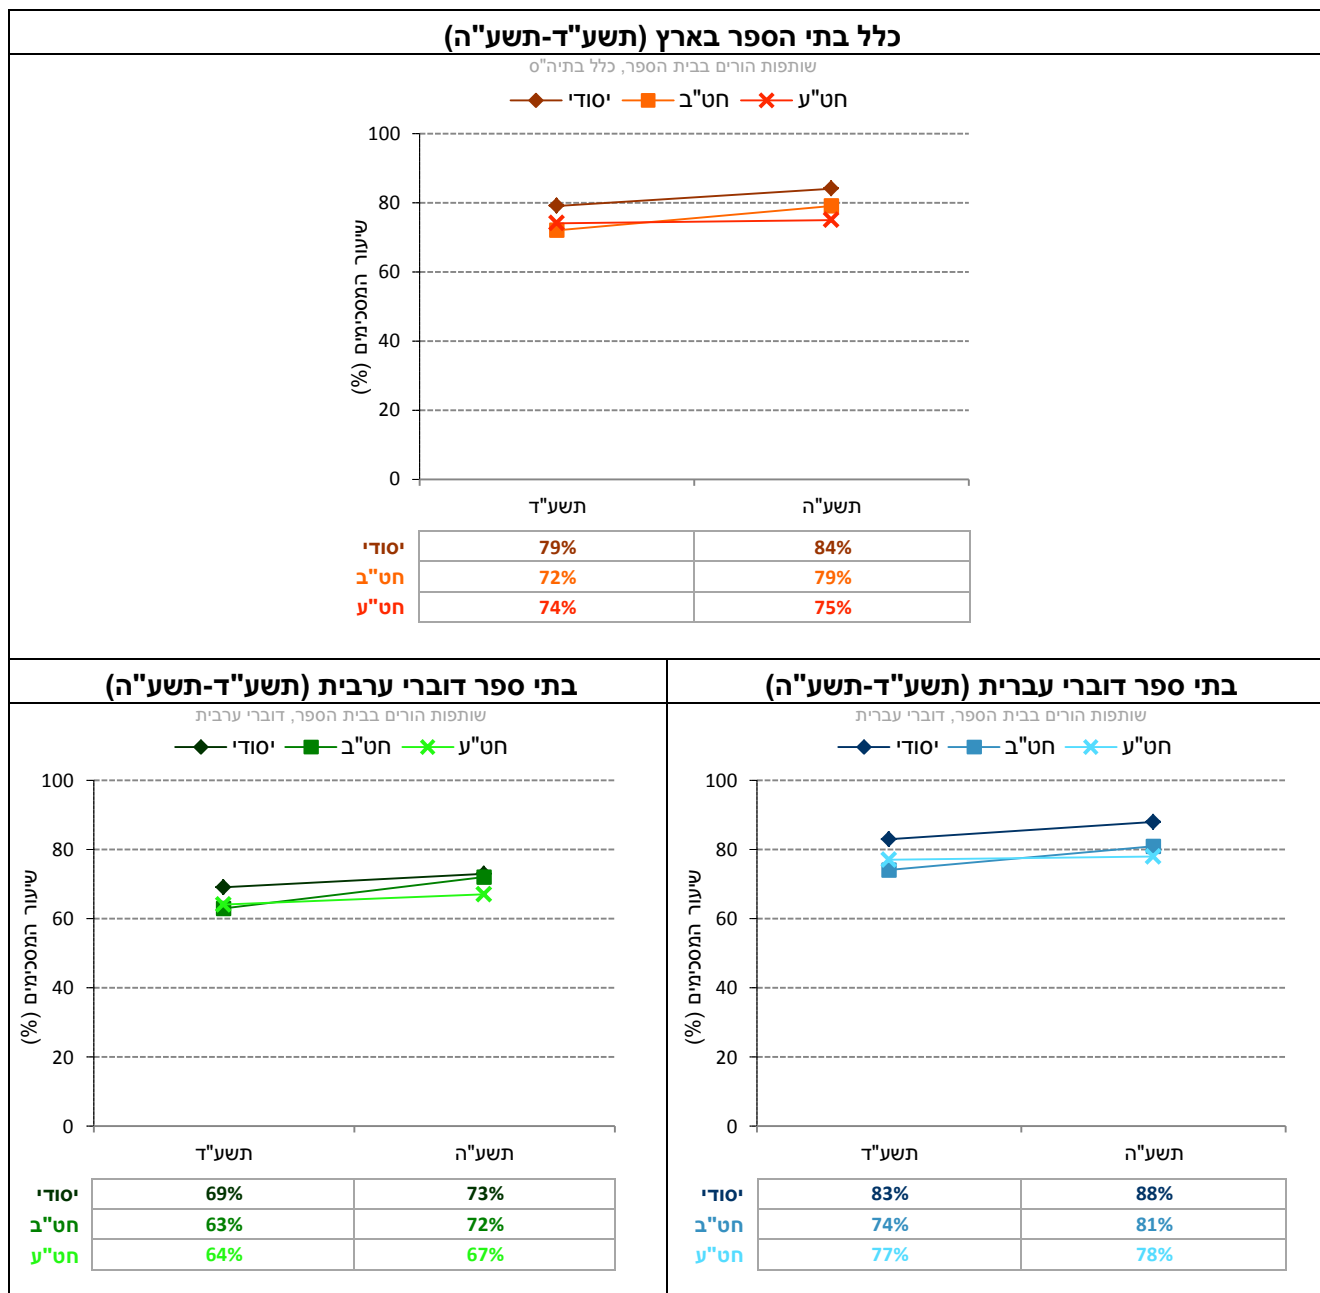 כלל בתי הספר בארץ (תשע"ד-תשע"ה)
שותפות הורים בבית הספר, כלל בתיה"ס
יסודי חט"ב חט"ע
שיעור המסכימים (%)
100
80
60
40
20
0
תשע"ד תשע"ה
יסודי 79% 84%
חט"ב 72% 79%
חט"ע 74% 75%
בתי ספר דוברי עברית (תשע"ד-תשע"ה)
שותפות הורים בבית הספר, דוברי עברית
יסודי חט"ב חט"ע
שיעור המסכימים (%)
100
80
60
40
20
0
תשע"ד תשע"ה
יסודי 83% 88%
חט"ב 74% 81%
חט"ע 77% 78%
בתי ספר דוברי ערבית (תשע"ד-תשע"ה)
שותפות הורים בבית הספר, דוברי ערבית
יסודי חט"ב חט"ע
שיעור המסכימים (%)
100
80
60
40
20
0
תשע"ד תשע"ה
יסודי 69% 73%
חט"ב 63% 72%
חט"ע 64% 67%